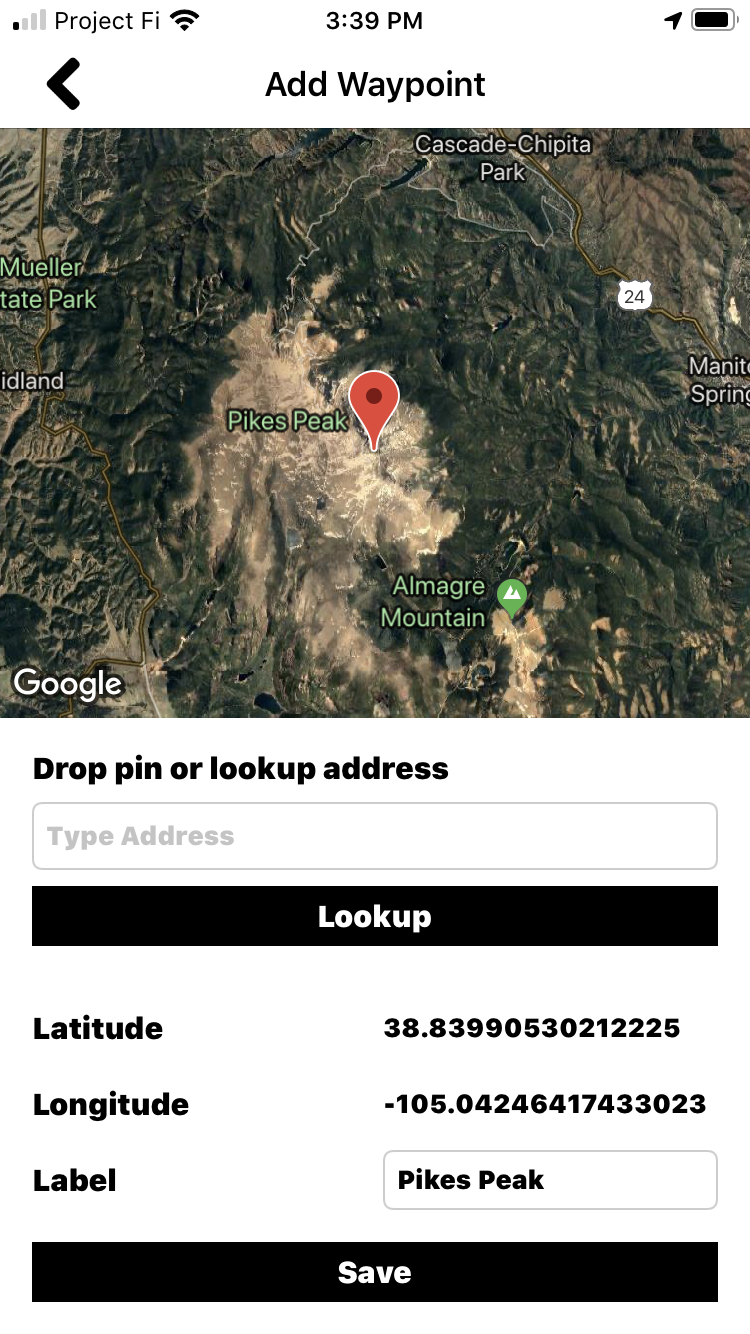 Project Fi
3:39 PM
Add Waypoint
Cascade-Chipita
Park
Mueller
tate Park
24
idland
Manito
Spring
Pikes Peak
Almagre
Mountain
Google
Drop pin or lookup address
Type Address
Lookup
Latitude 38.83990530212225
Longitude -105.04246417433023
Label Pikes Peak
Save